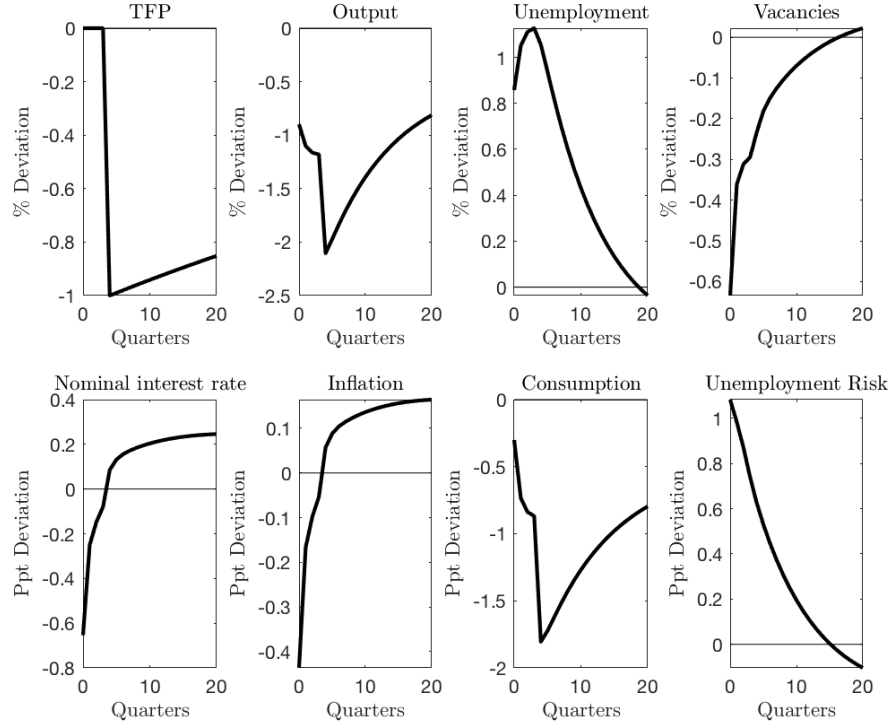 TFP
Output
Unemployment
Vacancies
0
-0.2
-0.4
-0.6
-0.8
-1
% Deviation
0 10 20
Quarters
0
-0.5
-1
-1.5
-2
-2.5
% Deviation
0 10 20
Quarters
1
0.8
0.6
0.4
0.2
0
% Deviation
0 10 20
Quarters
0
-0.1
-0.2
-0.3
-0.4
-0.5
-0.6
% Deviation
0 10 20
Quarters
Nominal interest rate
Inflation
Consumption
Unemployment Risk
0.4
0.2
0
-0.2
-0.4
-0.6
-0.8
Ppt Deviation
0 10 20
Quarters
0.1
0
-0.1
-0.2
-0.3
-0.4
Ppt Deviation
0 10 20
Quarters
0
-0.5
-1
-1.5
-2
Ppt Deviation
0 10 20
Quarters
1
0.8
0.6
0.4
0.2
0
Ppt Deviation
0 10 20
Quarters